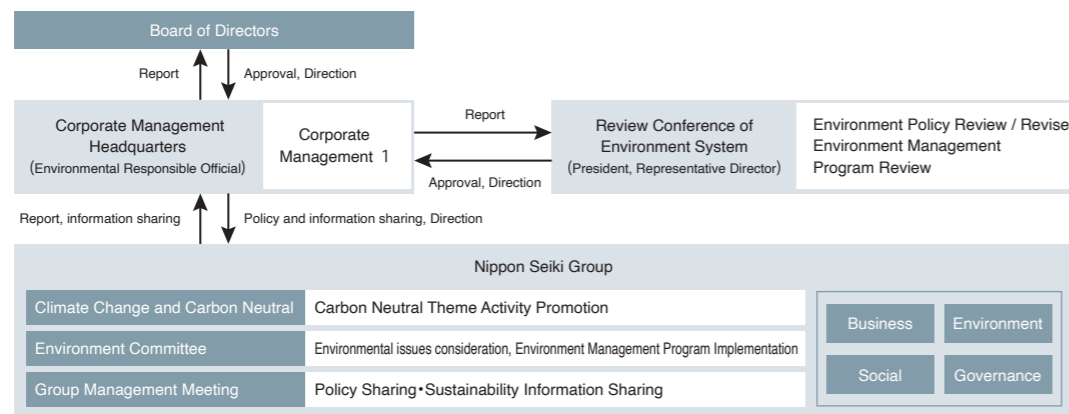 Board of Directors
Report
Approval, Direction
Corporate Management
Headquarters
(Environmental Responsible Official)
Corporate
Management 1
Report
Approval, Direction
Review Conference of
Environment System
(President, Representative Director)
Environment Policy Review / Revise
Environment Management
Program Review
Report, information sharing
Policy and information sharing, Direction
Nippon Seiki Group
Climate Change and Carbon Neutral
Carbon Neutral Theme Activity Promotion
Environment Committee
Environmental issues consideration, Environment Management Program Implementation
Group Management Meeting
Policy Sharing・Sustainability Information Sharing
Business
Environment
Social
Governance